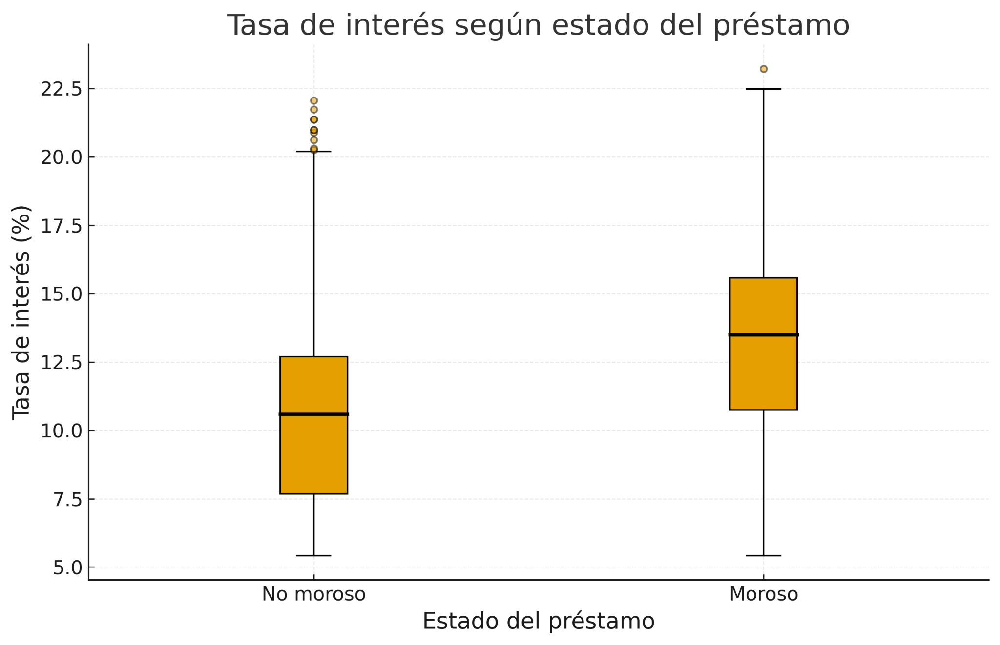 Tasa de interés según estado del préstamo
Tasa de interés (%)
22.5
20.0
17.5
15.0
12.5
10.0
7.5
5.0
No moroso
Moroso
Estado del préstamo